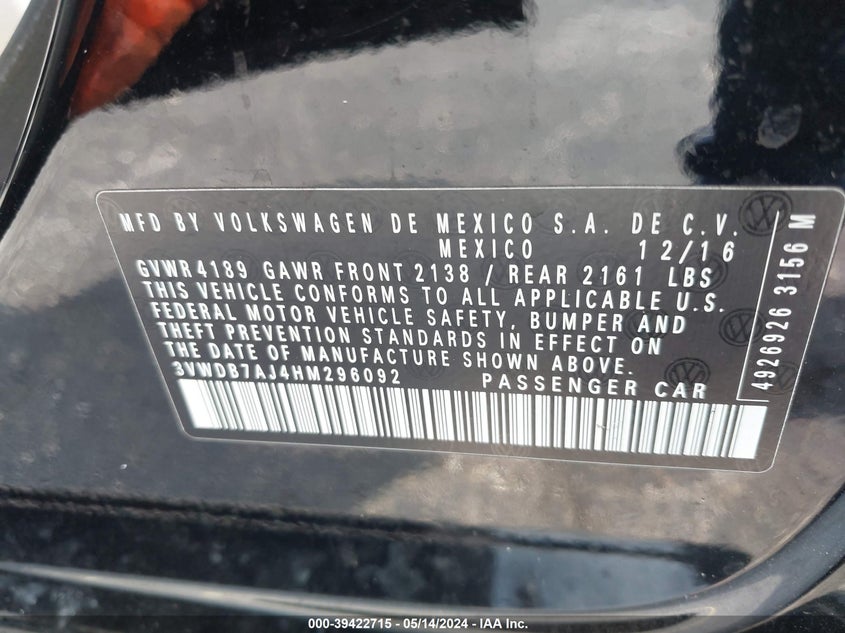 MFD BY VOLKSWAGEN DE MEXICO S.A. DE C.V.
MEXICO 12/16
GVWR 4189 GAWR FRONT 2138 / REAR 2161 LBS
THIS VEHICLE CONFORMS TO ALL APPLICABLE U.S.
FEDERAL MOTOR VEHICLE SAFETY, BUMPER AND
THEFT PREVENTION STANDARDS IN EFFECT ON
THE DATE OF MANUFACTURE SHOWN ABOVE.
3VWDB7AJ4HM296092 PASSENGER CAR
4926926 3156 M
000-39422715 - 05/14/2024 - IAA Inc.